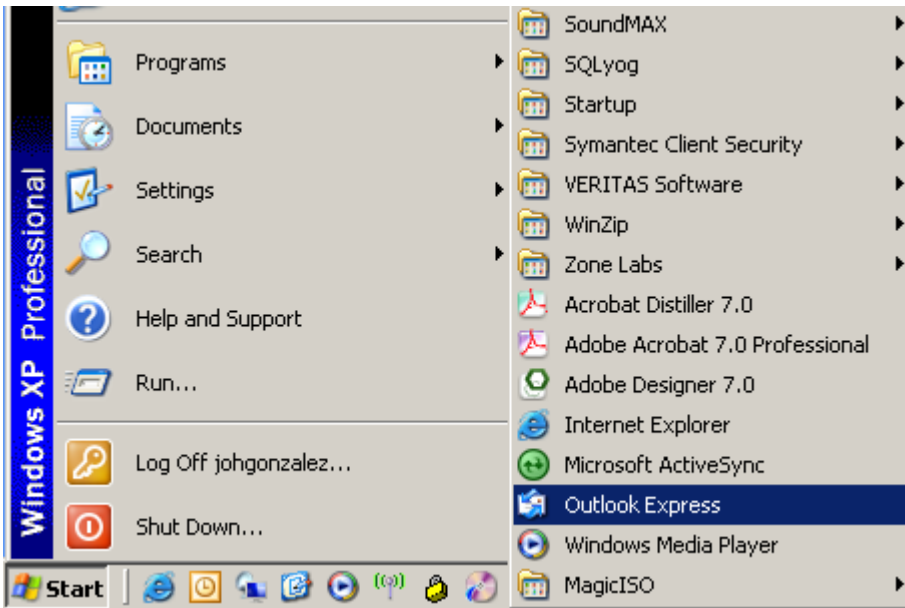 Windows XP Professional
Programs
Documents
Settings
Search
Help and Support
Run...
Log Off johgonzalez...
Shut Down...
Start
SoundMAX
SQLyog
Startup
Symantec Client Security
VERITAS Software
WinZip
Zone Labs
Acrobat Distiller 7.0
Adobe Acrobat 7.0 Professional
Adobe Designer 7.0
Internet Explorer
Microsoft ActiveSync
Outlook Express
Windows Media Player
MagicISO